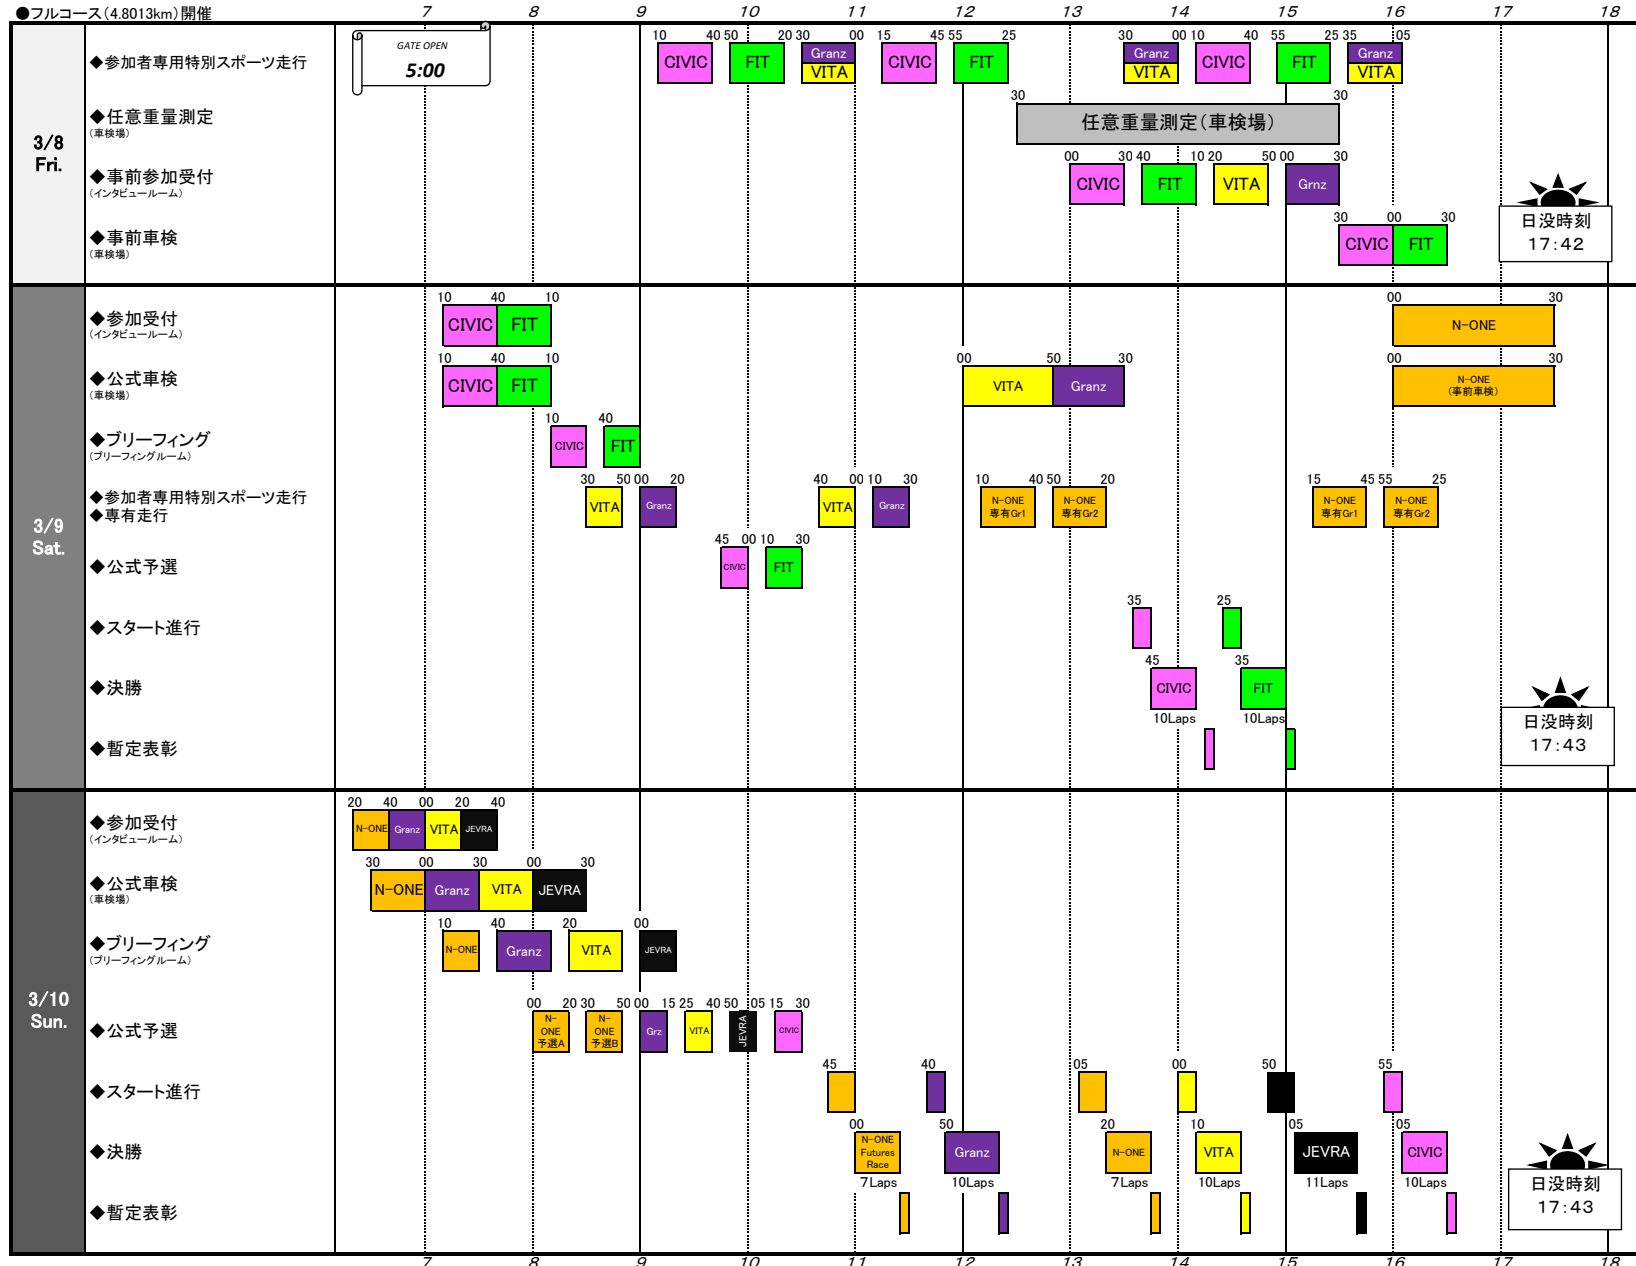 ●フルコース(4.8013km)開催
7 8 9 10 11 12 13 14 15 16 17 18
3/8
Fri.
GATE OPEN
5:00
◆参加者専用特別スポーツ走行
10 40 50 20 30 00 15 45 55 25 30 00 10 40 55 25 35 05
CIVIC FIT Granz VITA CIVIC FIT Granz VITA CIVIC FIT Granz VITA
◆任意重量測定
(車検場)
30 30
任意重量測定(車検場)
◆事前参加受付
(インタビュールーム)
00 30 40 10 20 50 00 30
CIVIC FIT VITA Grnz
◆事前車検
(車検場)
30 00 30
CIVIC FIT
日没時刻
17:42
3/9
Sat.
◆参加受付
(インタビュールーム)
10 40 10 00 30
CIVIC FIT N-ONE
◆公式車検
(車検場)
10 40 10 00 50 30 00 30
CIVIC FIT VITA Granz N-ONE
(事前車検)
◆ブリーフィング
(ブリーフィングルーム)
10 40
CIVIC FIT
◆参加者専用特別スポーツ走行
◆専有走行
30 50 00 20 40 00 10 30 10 40 50 20 15 45 55 25
VITA Granz VITA Granz N-ONE 専有Gr1 N-ONE 専有Gr2 N-ONE 専有Gr1 N-ONE 専有Gr2
◆公式予選
45 00 10 30
CIVIC FIT
◆スタート進行
35 25
◆決勝
45 35
CIVIC FIT
10Laps 10Laps
◆暫定表彰
日没時刻
17:43
3/10
Sun.
◆参加受付
(インタビュールーム)
20 40 00 20 40
N-ONE Granz VITA JEVRA
◆公式車検
(車検場)
30 00 30 00 30
N-ONE Granz VITA JEVRA
◆ブリーフィング
(ブリーフィングルーム)
10 40 20 00
N-ONE Granz VITA JEVRA
◆公式予選
00 20 30 50 00 15 25 40 50 05 15 30
N-ONE 予選A N-ONE 予選B Grz VITA JEVRA CIVIC
◆スタート進行
45 40 05 00 50 55
◆決勝
00 50 20 10 05 05
N-ONE Futures Race Granz N-ONE VITA JEVRA CIVIC
7Laps 10Laps 7Laps 10Laps 11Laps 10Laps
◆暫定表彰
日没時刻
17:43
7 8 9 10 11 12 13 14 15 16 17 18